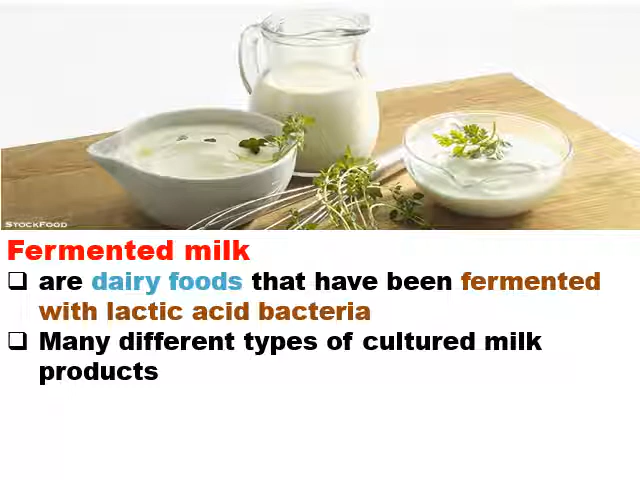 STOCKFOOD
Fermented milk
❑ are dairy foods that have been fermented
with lactic acid bacteria
❑ Many different types of cultured milk
products